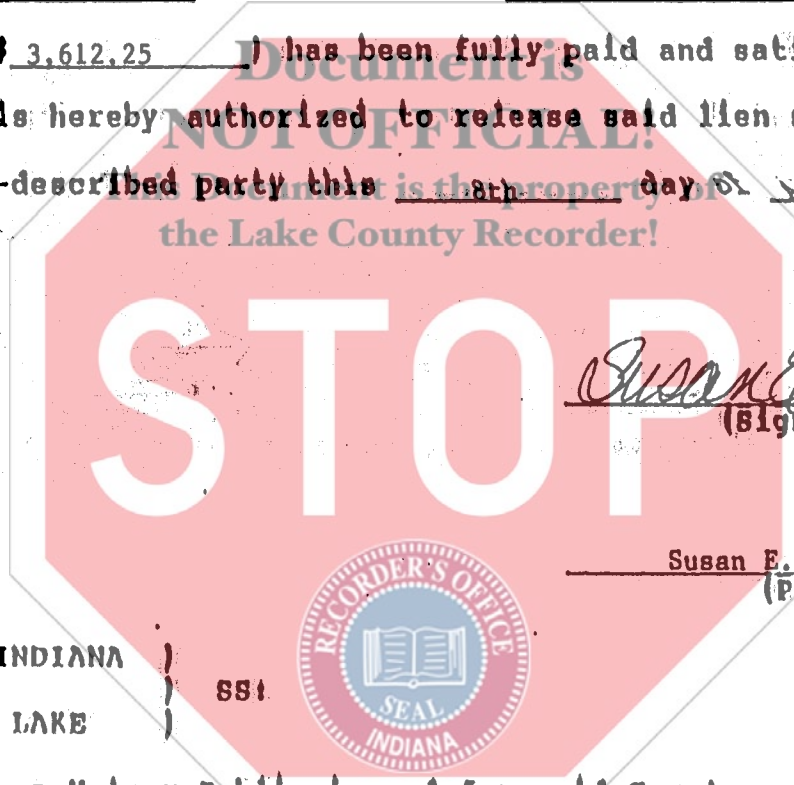 3,612.25 ) has been fully paid and sat
Document is
is hereby authorized to release said lien
NOT OFFICIAL!
-described party this 8th day of
This Document is the property of
the Lake County Recorder!
STOP
Susan E.
(Sig
Susan E.
(P
INDIANA )
) SS:
LAKE )
RECORDER'S OFFICE
SEAL
INDIANA